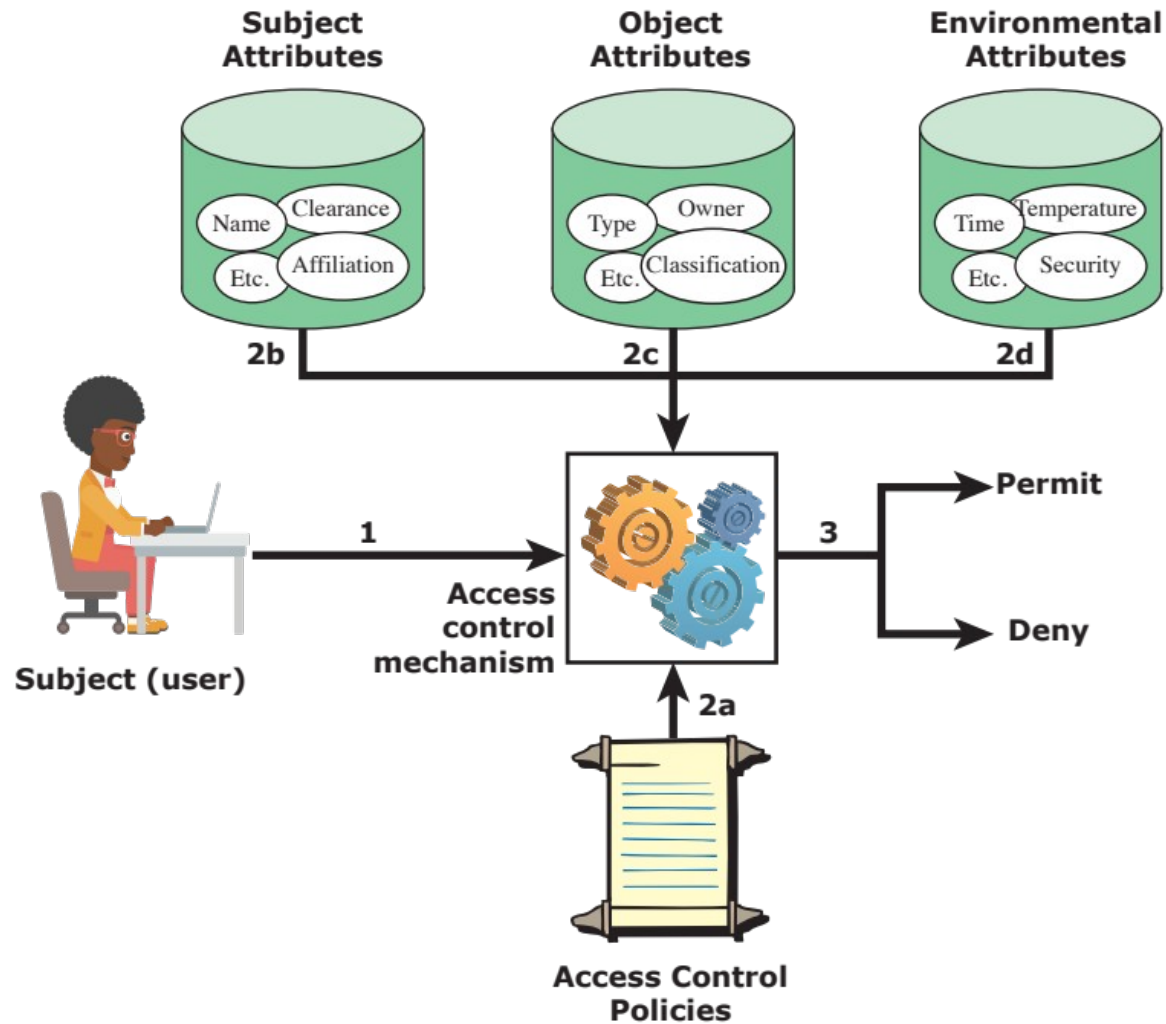 Subject
Attributes
Object
Attributes
Environmental
Attributes
Name
Clearance
Etc.
Affiliation
Type
Owner
Etc.
Classification
Time
Temperature
Etc.
Security
2b
2c
2d
1
Access
control
mechanism
3
Permit
Deny
Subject (user)
2a
Access Control
Policies